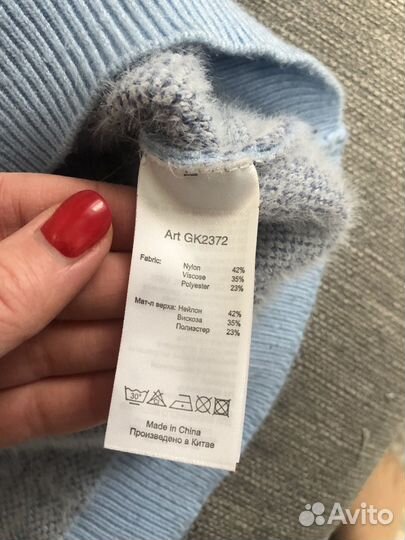 Art GK2372
Fabric: Nylon 42%
Viscose 35%
Polyester 23%
Мат-л верха: Нейлон 42%
Вискоза 35%
Полиэстер 23%
30°
Made in China
Произведено в Китае
Avito